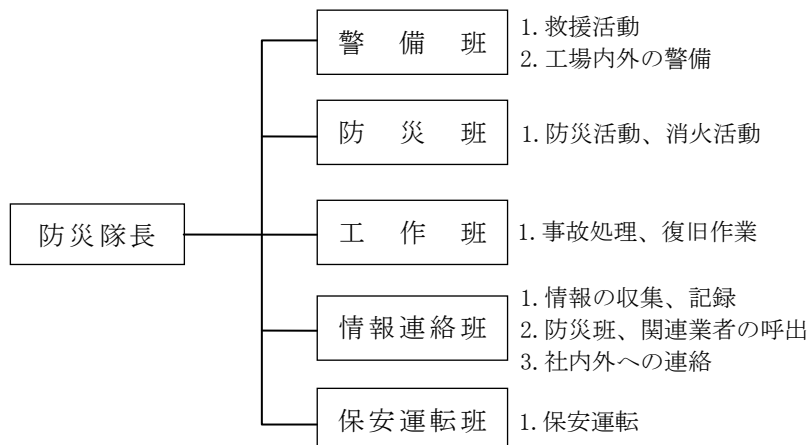 警備班
1. 救援活動
2. 工場内外の警備
防災班
1. 防災活動、消火活動
防災隊長
工作班
1. 事故処理、復旧作業
情報連絡班
1. 情報の収集、記録
2. 防災班、関連業者の呼出
3. 社内外への連絡
保安運転班
1. 保安運転